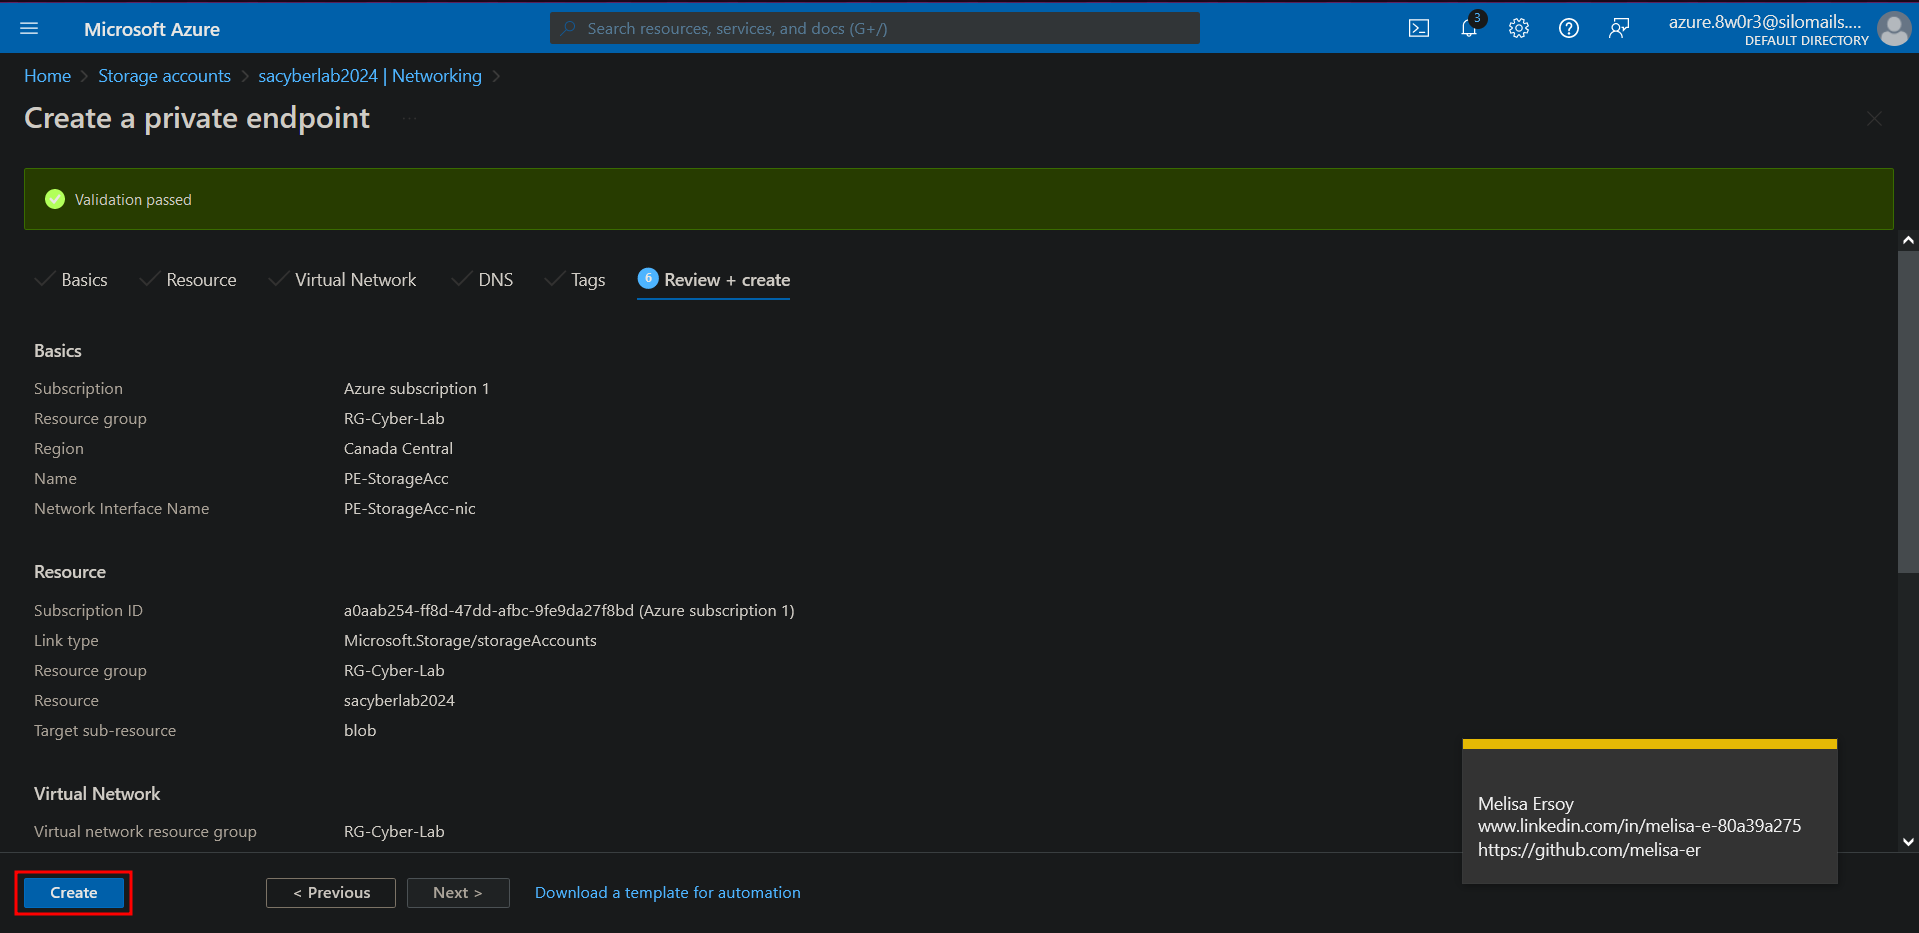 Microsoft Azure
Search resources, services, and docs (G+/)
3
azure.8w0r3@silomails....
DEFAULT DIRECTORY
Home > Storage accounts > sacyberlab2024 | Networking >
Create a private endpoint ...
Validation passed
Basics Resource Virtual Network DNS Tags 6 Review + create
Basics
Subscription Azure subscription 1
Resource group RG-Cyber-Lab
Region Canada Central
Name PE-StorageAcc
Network Interface Name PE-StorageAcc-nic
Resource
Subscription ID a0aab254-ff8d-47dd-afbc-9fe9da27f8bd (Azure subscription 1)
Link type Microsoft.Storage/storageAccounts
Resource group RG-Cyber-Lab
Resource sacyberlab2024
Target sub-resource blob
Virtual Network
Virtual network resource group RG-Cyber-Lab
Melisa Ersoy
www.linkedin.com/in/melisa-e-80a39a275
https://github.com/melisa-er
Create < Previous Next > Download a template for automation